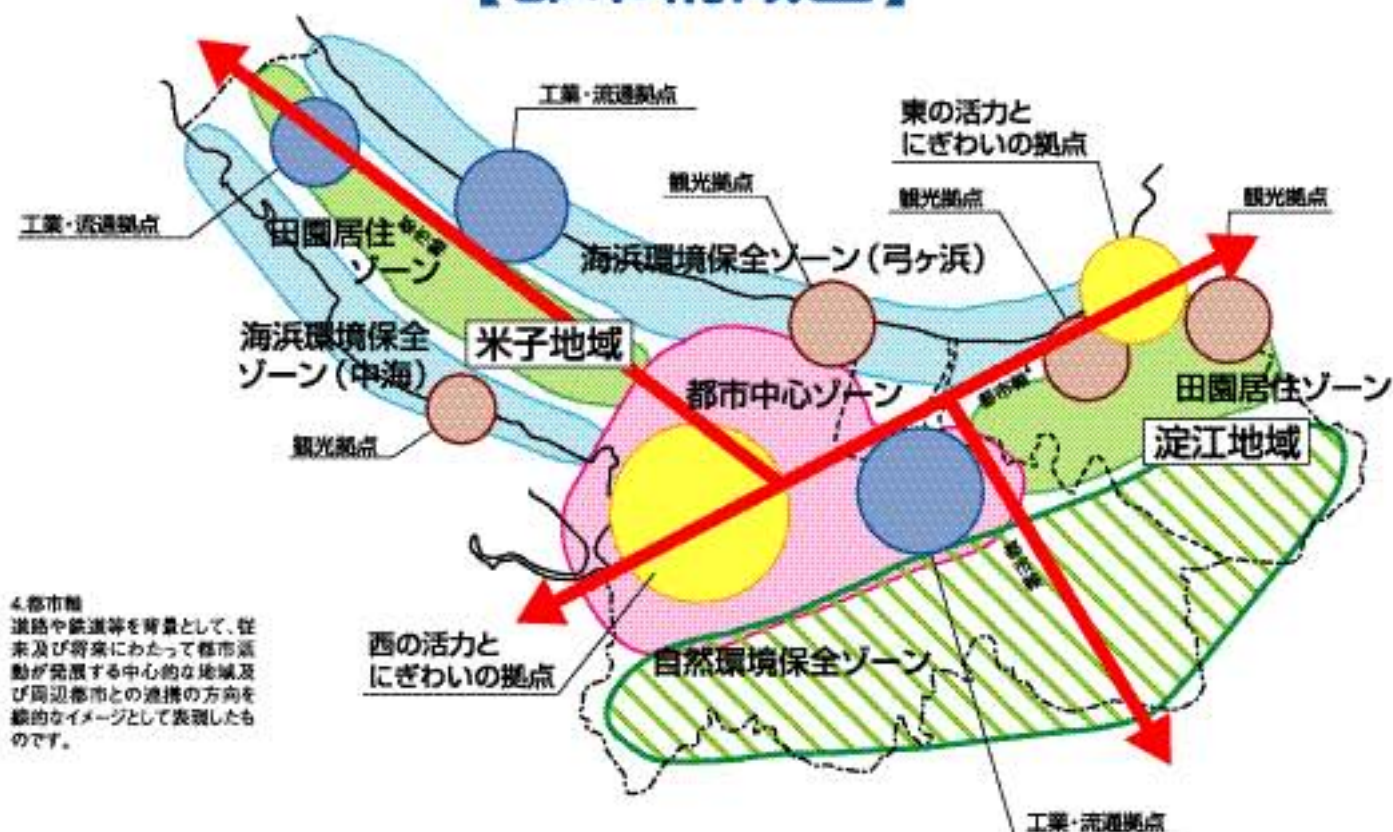 工業・流通拠点
東の活力と
にぎわいの拠点
観光拠点
観光拠点
観光拠点
工業・流通拠点
田園居住
ゾーン
都市軸
海浜環境保全ゾーン(弓ヶ浜)
海浜環境保全
ゾーン(中海)
米子地域
都市中心ゾーン
都市軸
田園居住ゾーン
淀江地域
観光拠点
都市軸
4.都市軸
道路や鉄道等を背景として、従
来及び将来にわたって都市活
動が発展する中心的な地域及
び周辺都市との連携の方向を
線的なイメージとして表現したも
のです。
西の活力と
にぎわいの拠点
自然環境保全ゾーン
工業・流通拠点